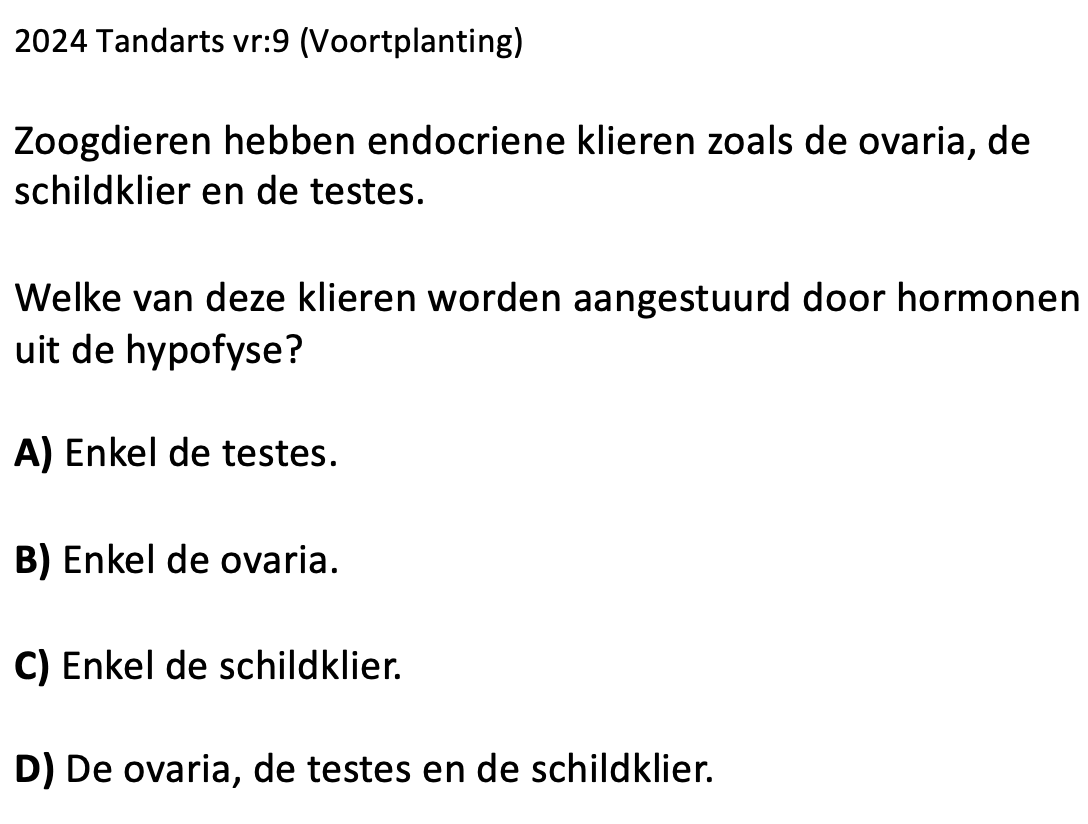 2024 Tandarts vr:9 (Voortplanting)
Zoogdieren hebben endocriene klieren zoals de ovaria, de
schildklier en de testes.
Welke van deze klieren worden aangestuurd door hormonen
uit de hypofyse?
A) Enkel de testes.
B) Enkel de ovaria.
C) Enkel de schildklier.
D) De ovaria, de testes en de schildklier.